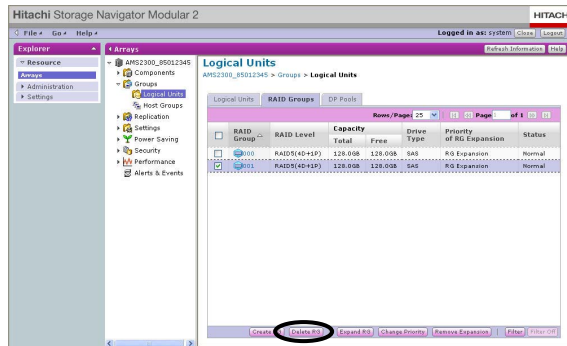 Hitachi Storage Navigator Modular 2
HITACHI
File Go Help
Logged in as: system Close Logout
Explorer
Arrays
Refresh Information Help
Resource
Arrays
Administration
Settings
AMS2300_85012345
Components
Groups
Logical Units
Host Groups
Replication
Settings
Power Saving
Security
Performance
Alerts & Events
Logical Units
AMS2300_85012345 > Groups > Logical Units
Logical Units RAID Groups DP Pools
Rows/Page: 25 Page 1 of 1
RAID Group RAID Level Capacity Total Free Drive Type Priority of RG Expansion Status
000 RAID5(4D+1P) 128.0GB 128.0GB SAS RG Expansion Normal
001 RAID5(4D+1P) 128.0GB 128.0GB SAS RG Expansion Normal
Create Delete RG Expand RG Change Priority Remove Expansion Filter Filter Off